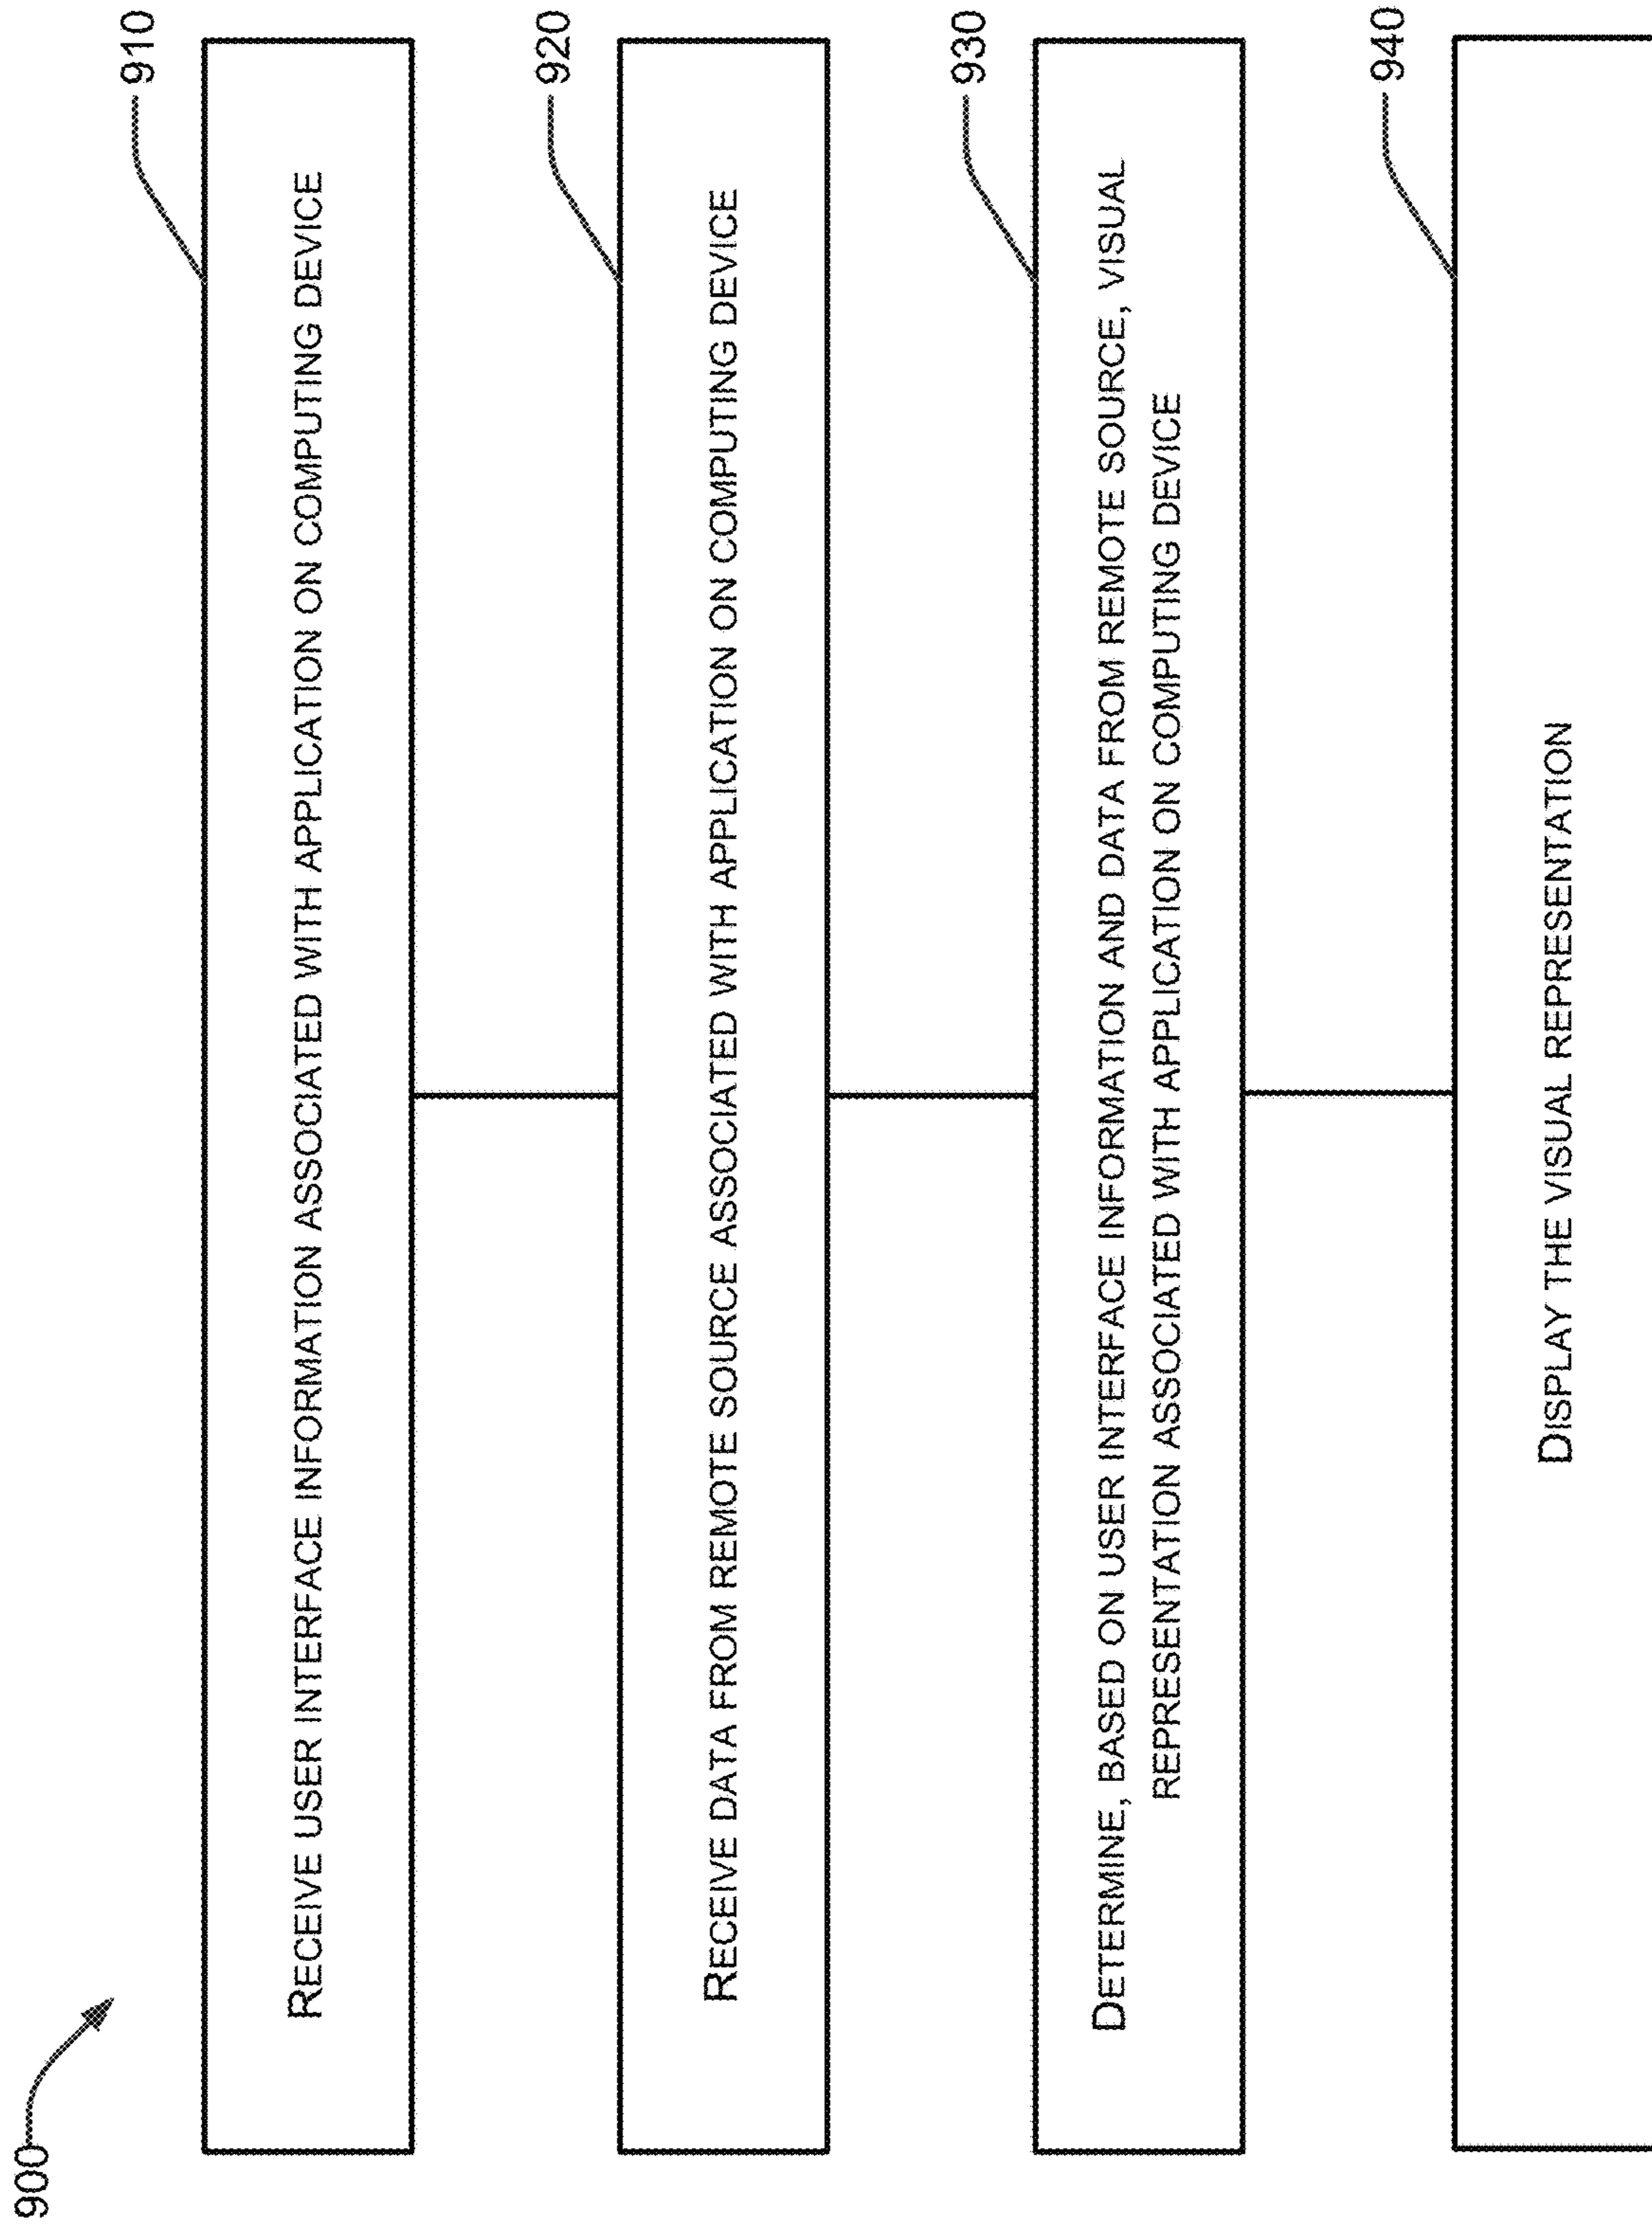 900
910
RECEIVE USER INTERFACE INFORMATION ASSOCIATED WITH APPLICATION ON COMPUTING DEVICE
920
RECEIVE DATA FROM REMOTE SOURCE ASSOCIATED WITH APPLICATION ON COMPUTING DEVICE
930
DETERMINE, BASED ON USER INTERFACE INFORMATION AND DATA FROM REMOTE SOURCE, VISUAL
REPRESENTATION ASSOCIATED WITH APPLICATION ON COMPUTING DEVICE
940
DISPLAY THE VISUAL REPRESENTATION